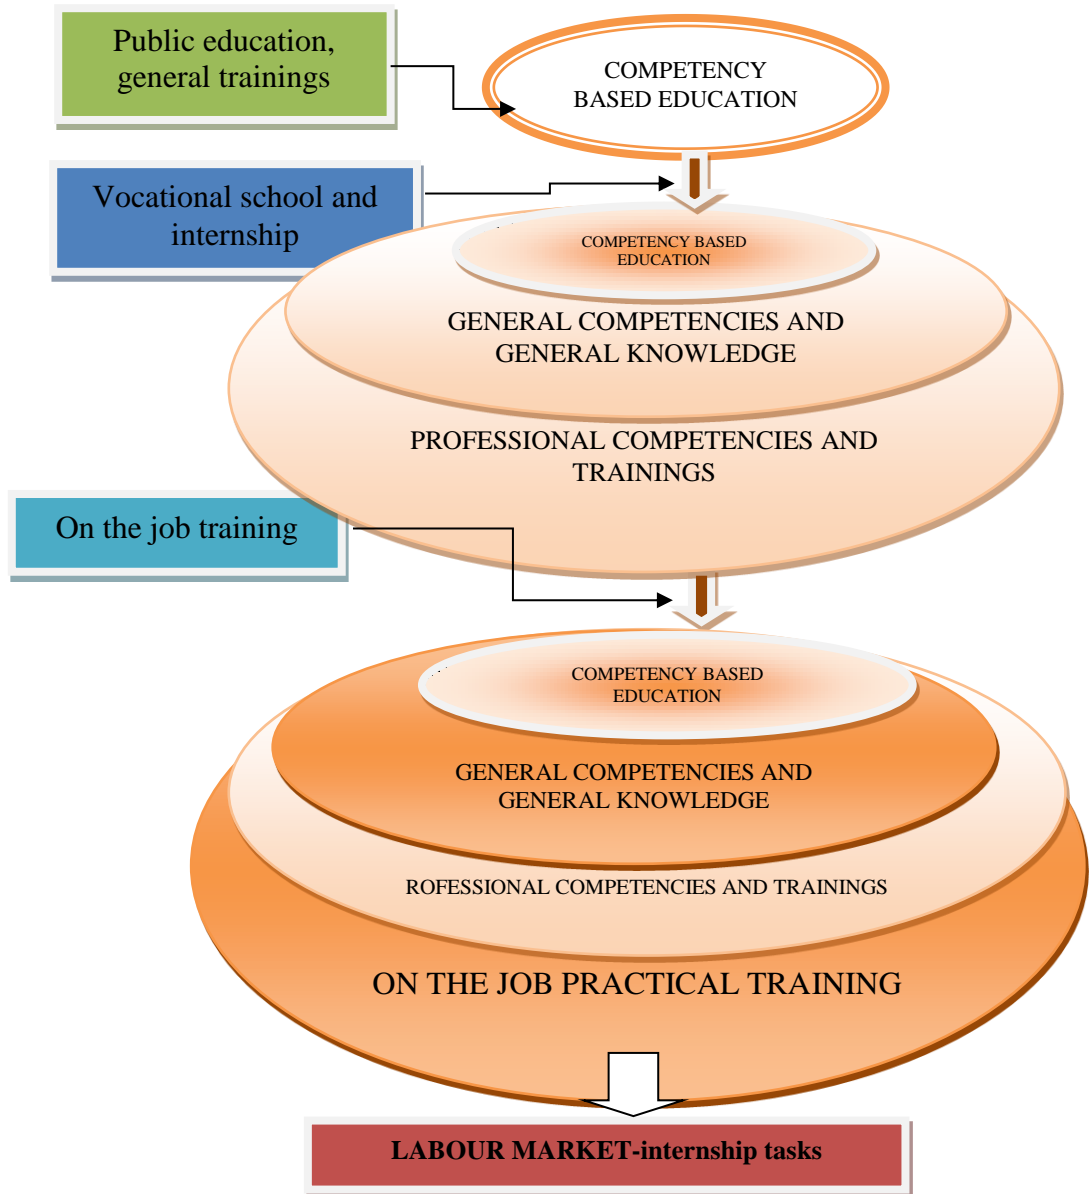 Public education,
general trainings
COMPETENCY
BASED EDUCATION
Vocational school and
internship
COMPETENCY BASED
EDUCATION
GENERAL COMPETENCIES AND
GENERAL KNOWLEDGE
PROFESSIONAL COMPETENCIES AND
TRAININGS
On the job training
COMPETENCY BASED
EDUCATION
GENERAL COMPETENCIES AND
GENERAL KNOWLEDGE
ROFESSIONAL COMPETENCIES AND TRAININGS
ON THE JOB PRACTICAL TRAINING
LABOUR MARKET-internship tasks